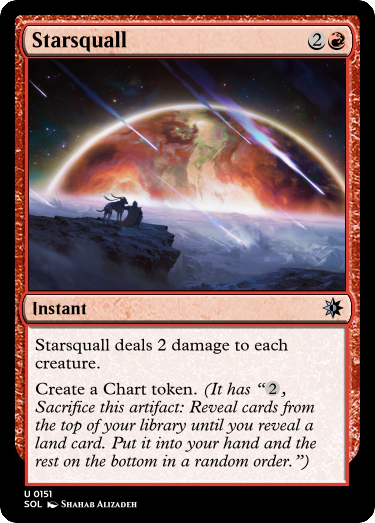 Starsquall 2
Instant
Starsquall deals 2 damage to each
creature.
Create a Chart token. (It has “2,
Sacrifice this artifact: Reveal cards from
the top of your library until you reveal a
land card. Put it into your hand and the
rest on the bottom in a random order.”)
U 0151
SOL Shahab Alizadeh